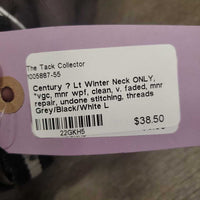 The Tack Collector
1005887-55
Century ? Lt Winter Neck ONLY,
*vgc, mnr wpf, clean, v. faded, mnr
repair, undone stitching, threads
Grey/Black/White L
22GKH5
$38.50